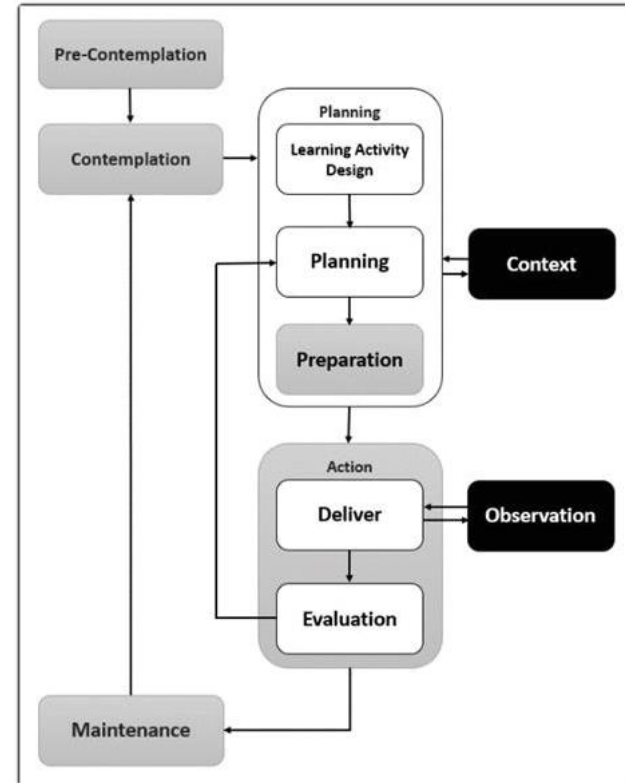 Pre-Contemplation
Contemplation
Planning
Learning Activity
Design
Planning
Context
Preparation
Action
Deliver
Observation
Evaluation
Maintenance